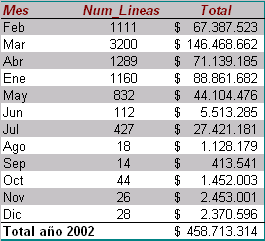 Mes Num_Lineas Total
Feb 1111 $ 67.387.523
Mar 3200 $ 146.468.662
Abr 1289 $ 71.139.185
Ene 1160 $ 88.861.682
May 832 $ 44.104.476
Jun 112 $ 5.513.285
Jul 427 $ 27.421.181
Ago 18 $ 1.128.179
Sep 14 $ 413.541
Oct 44 $ 1.452.003
Nov 26 $ 2.453.001
Dic 28 $ 2.370.596
Total año 2002 $ 458.713.314